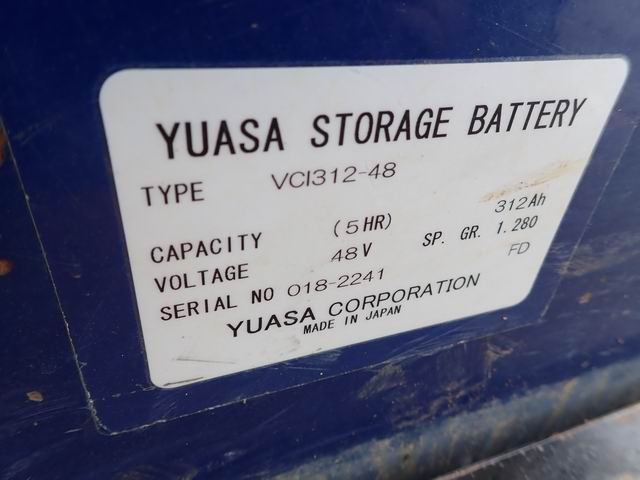 YUASA STORAGE BATTERY
TYPE VCI312-48
CAPACITY (5HR) 312Ah
VOLTAGE 48V SP. GR. 1.280
SERIAL NO 018-2241 FD
YUASA CORPORATION
MADE IN JAPAN